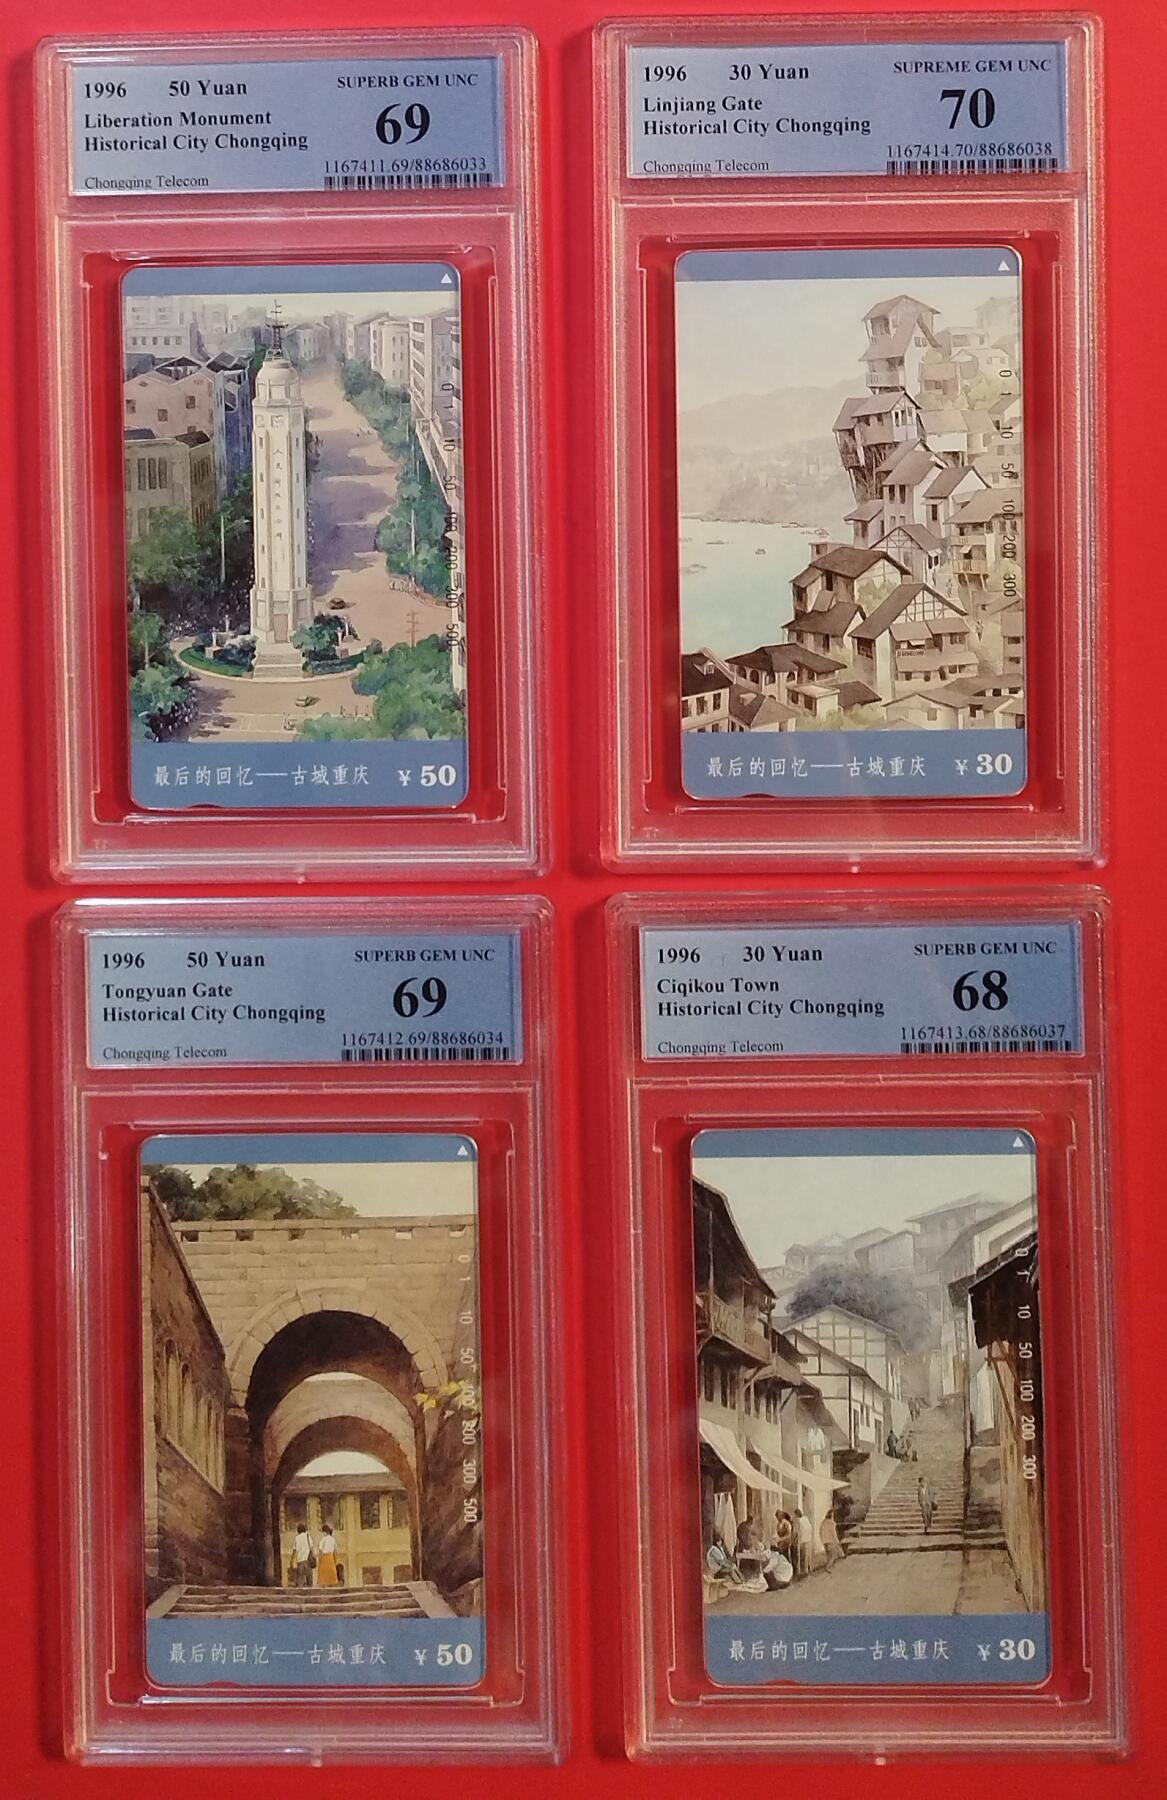 1996 50 Yuan SUPERB GEM UNC
Liberation Monument 69
Historical City Chongqing
1167411.69/88686033
Chongqing Telecom
0 1 10 50 100 200 300 500
最后的回忆——古城重庆 ¥ 50
1996 30 Yuan SUPREME GEM UNC
Linjiang Gate 70
Historical City Chongqing
1167414.70/88686038
Chongqing Telecom
0 1 10 50 100 200 300
最后的回忆——古城重庆 ¥ 30
1996 50 Yuan SUPERB GEM UNC
Tongyuan Gate 69
Historical City Chongqing
1167412.69/88686034
Chongqing Telecom
0 1 10 50 100 200 300 500
最后的回忆——古城重庆 ¥ 50
1996 30 Yuan SUPERB GEM UNC
Ciqikou Town 68
Historical City Chongqing
1167413.68/88686037
Chongqing Telecom
0 1 10 50 100 200 300
最后的回忆——古城重庆 ¥ 30